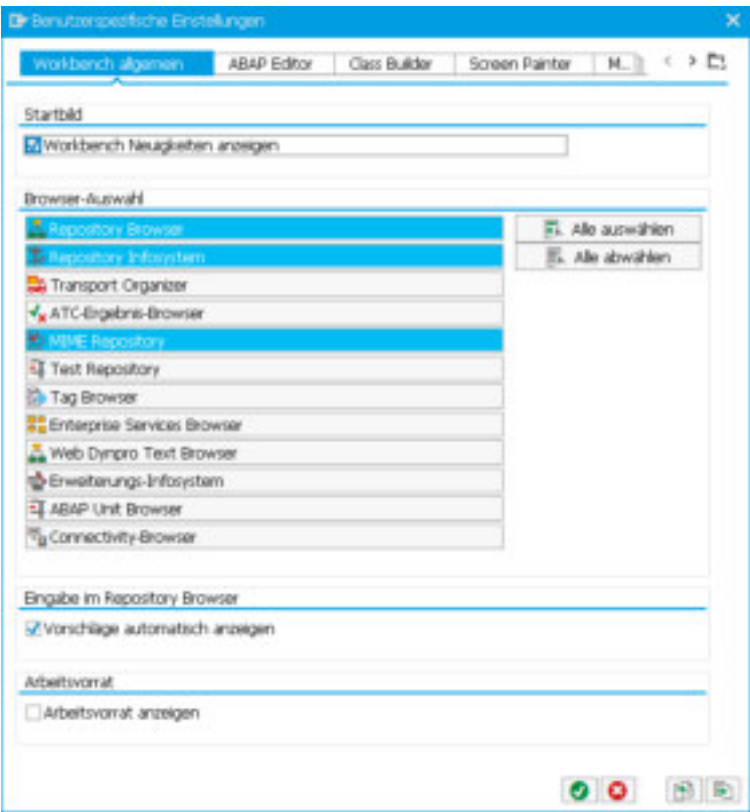 Benutzerspezifische Einstellungen
Workbench allgemein ABAP Editor Class Builder Screen Painter M...
Startbild
Workbench Neuigkeiten anzeigen
Browser-Auswahl
Repository Browser Alle auswählen
Repository Infosystem Alle abwählen
Transport Organizer
ATC-Ergebnis-Browser
MIME Repository
Test Repository
Tag Browser
Enterprise Services Browser
Web Dynpro Text Browser
Erweiterungs-Infosystem
ABAP Unit Browser
Connectivity-Browser
Eingabe im Repository Browser
Vorschläge automatisch anzeigen
Arbeitsvorrat
Arbeitsvorrat anzeigen